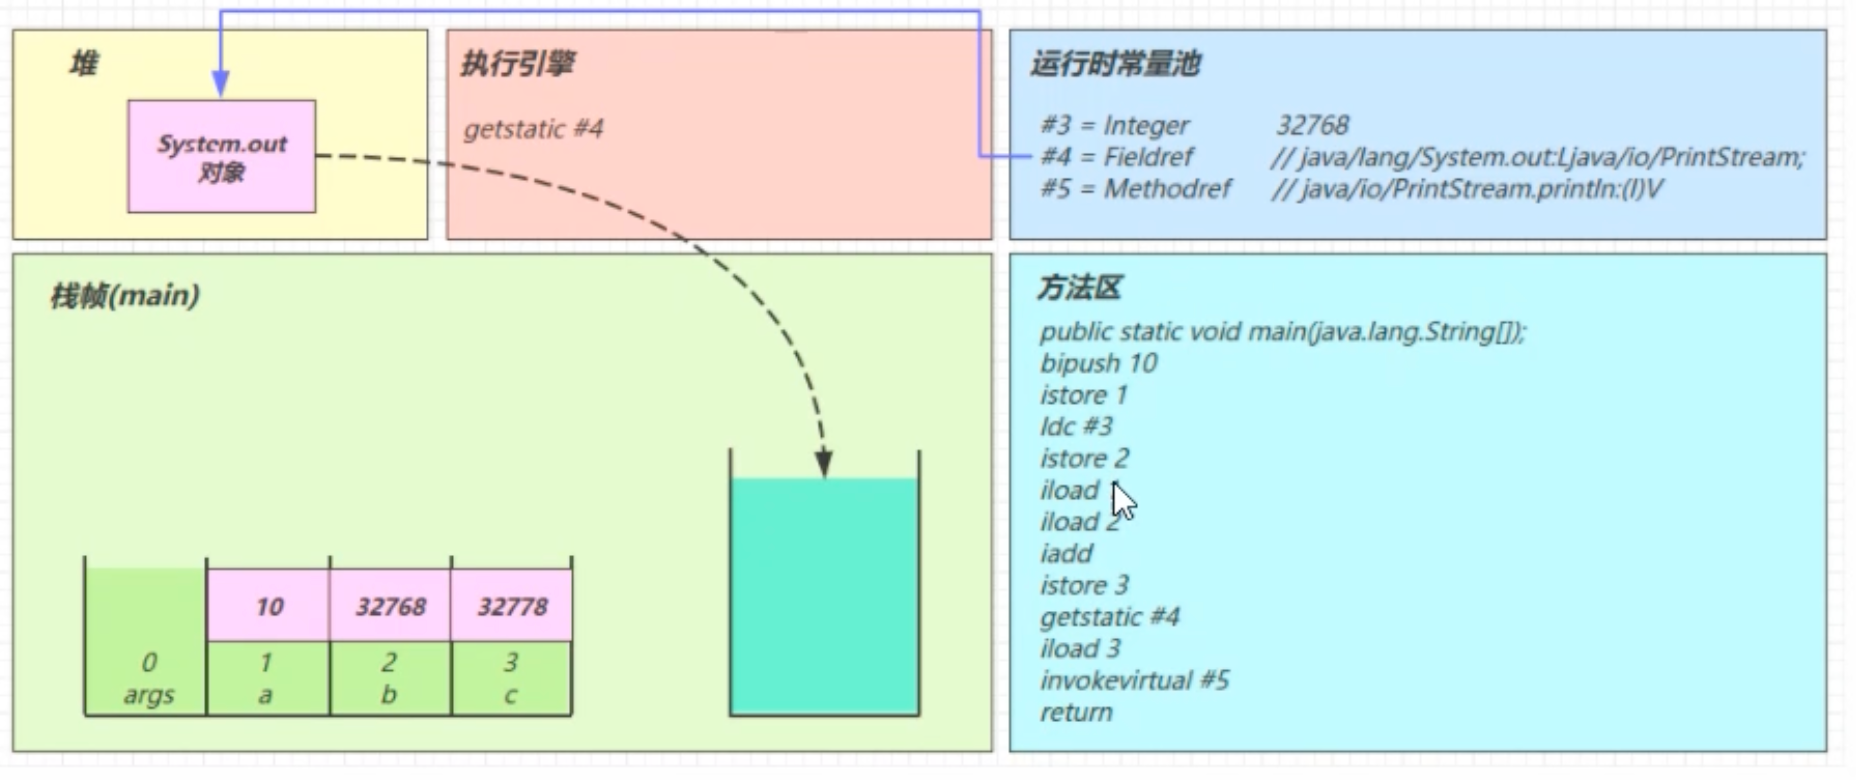 堆
System.out
对象
执行引擎
getstatic #4
运行时常量池
#3 = Integer 32768
#4 = Fieldref // java/lang/System.out:Ljava/io/PrintStream;
#5 = Methodref // java/io/PrintStream.println:(I)V
栈帧(main)
10 32768 32778
0 1 2 3
args a b c
方法区
public static void main(java.lang.String[]);
bipush 10
istore 1
ldc #3
istore 2
iload
iload 2
iadd
istore 3
getstatic #4
iload 3
invokevirtual #5
return